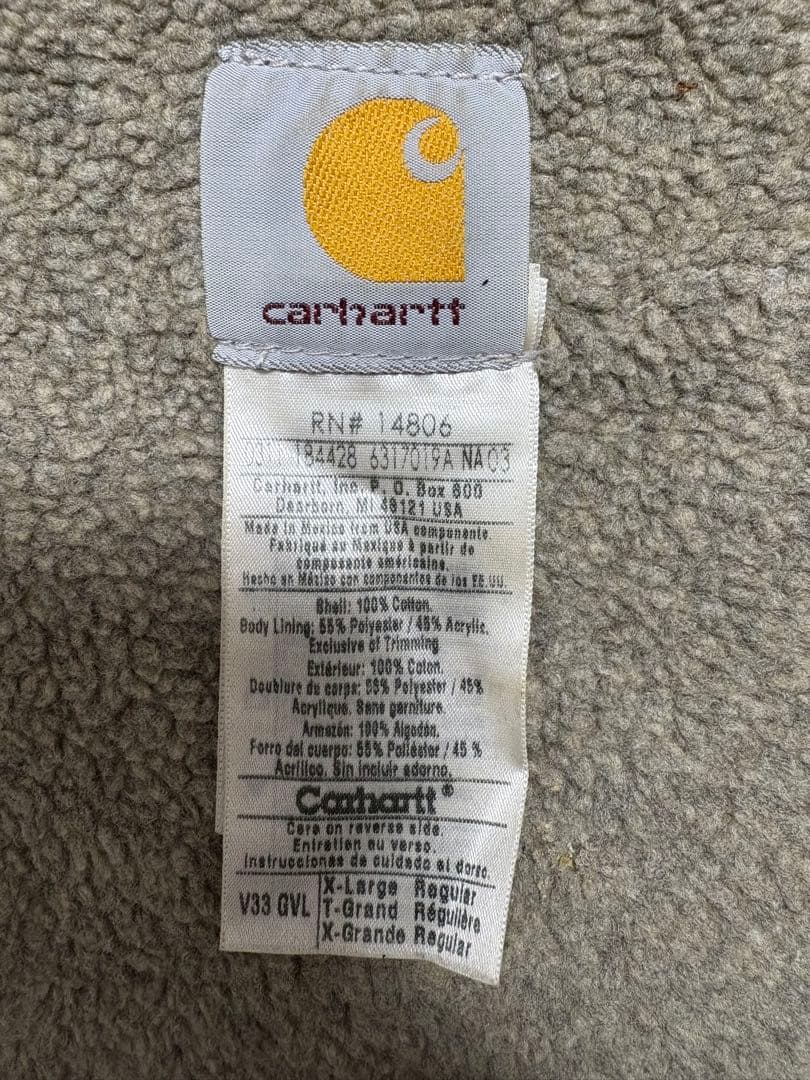 carhartt
RN# 14806
184428 6317019A NA 03
Carhartt, Inc. P. O. Box 600
Dearborn, MI 48121 USA
Made in Mexico from USA components
Fabriqué au Mexique à partir de
composants américains.
Hecho en México con componentes de los EE.UU.
Shell: 100% Cotton.
Body Lining: 55% Polyester / 45% Acrylic.
Exclusive of Trimming
Extérieur: 100% Coton.
Doublure du corps: 55% Polyester / 45%
Acrylique. Sans garniture.
Armazón: 100% Algodón.
Forro del cuerpo: 55% Poliéster / 45 %
Acrílico. Sin incluir adorno.
Carhartt®
Care on reverse side.
Entretien au verso.
Instrucciones de cuidado al dorso.
V33 GVL
X-Large Regular
T-Grand Régulière
X-Grande Regular